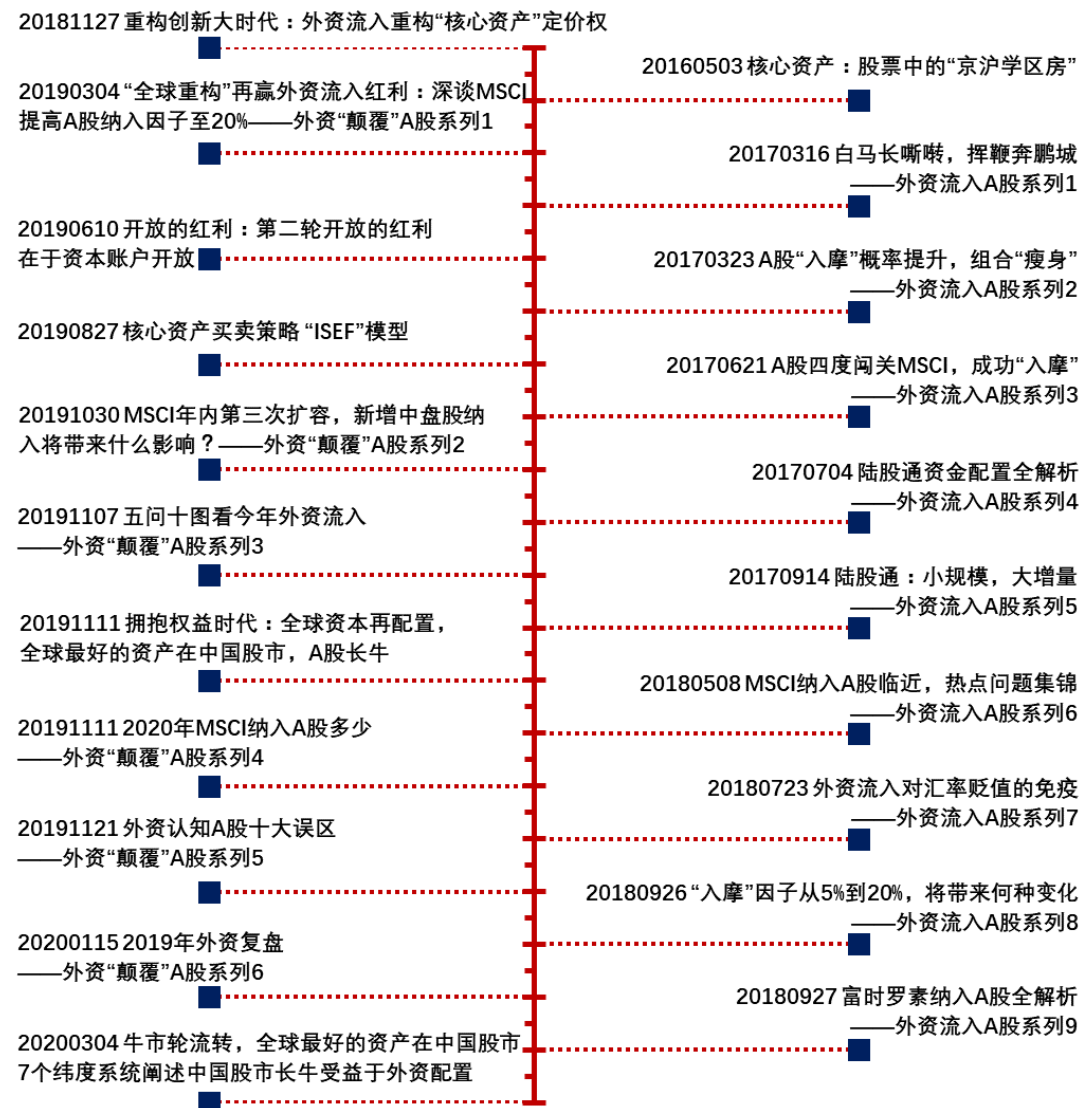 20181127 重构创新大时代：外资流入重构“核心资产”定价权
20160503 核心资产：股票中的“京沪学区房”
20190304 “全球重构”再赢外资流入红利：深谈MSCI
提高A股纳入因子至20%——外资“颠覆”A股系列1
20170316 白马长嘶啭，挥鞭奔鹏城
——外资流入A股系列1
20190610 开放的红利：第二轮开放的红利
在于资本账户开放
20170323 A股“入摩”概率提升，组合“瘦身”
——外资流入A股系列2
20190827 核心资产买卖策略 “ISEF”模型
20170621 A股四度闯关MSCI，成功“入摩”
——外资流入A股系列3
20191030 MSCI年内第三次扩容，新增中盘股纳
入将带来什么影响？——外资“颠覆”A股系列2
20170704 陆股通资金配置全解析
——外资流入A股系列4
20191107 五问十图看今年外资流入
——外资“颠覆”A股系列3
20170914 陆股通：小规模，大增量
——外资流入A股系列5
20191111 拥抱权益时代：全球资本再配置，
全球最好的资产在中国股市，A股长牛
20180508 MSCI纳入A股临近，热点问题集锦
——外资流入A股系列6
20191111 2020年MSCI纳入A股多少
——外资“颠覆”A股系列4
20180723 外资流入对汇率贬值的免疫
——外资流入A股系列7
20191121 外资认知A股十大误区
——外资“颠覆”A股系列5
20180926 “入摩”因子从5%到20%，将带来何种变化
——外资流入A股系列8
20200115 2019年外资复盘
——外资“颠覆”A股系列6
20180927 富时罗素纳入A股全解析
——外资流入A股系列9
20200304 牛市轮流转，全球最好的资产在中国股市
7个纬度系统阐述中国股市长牛受益于外资配置